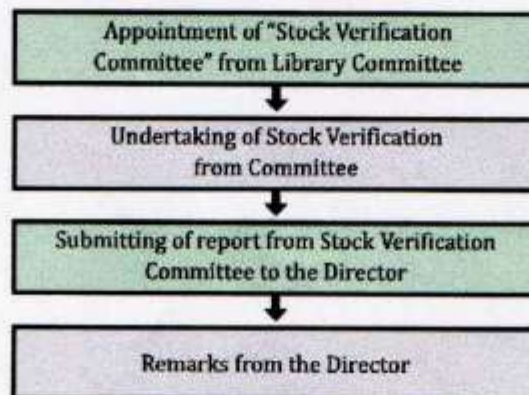 Appointment of "Stock Verification
Committee" from Library Committee
Undertaking of Stock Verification
from Committee
Submitting of report from Stock Verification
Committee to the Director
Remarks from the Director